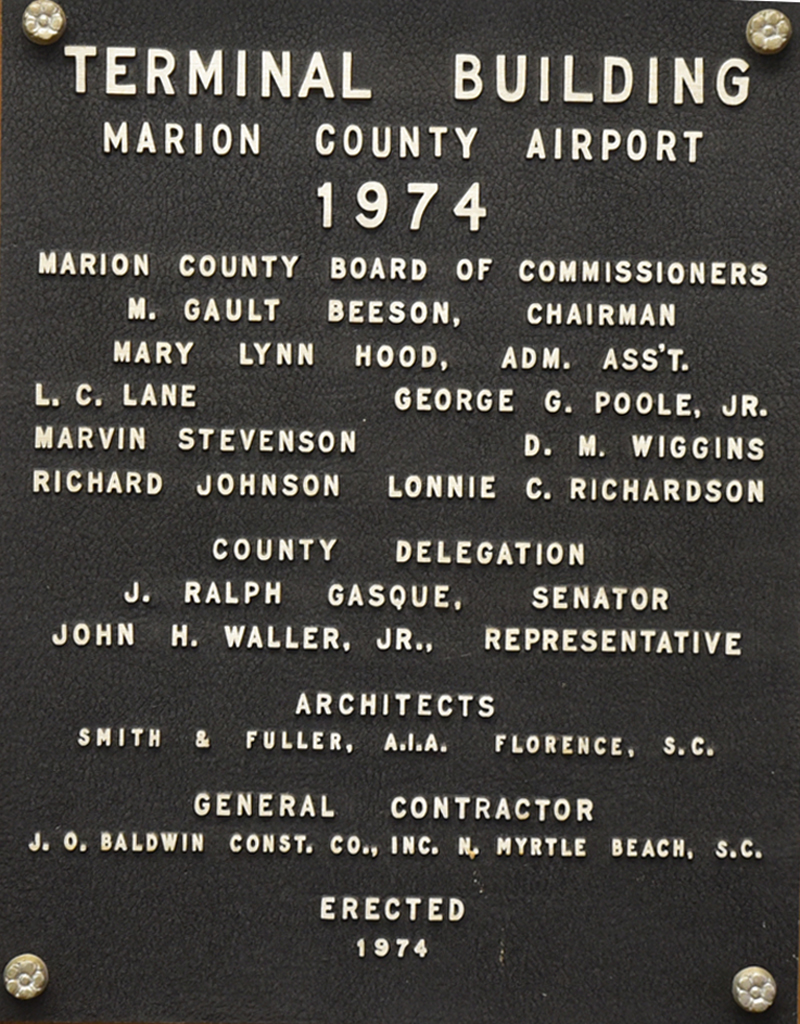 TERMINAL BUILDING
MARION COUNTY AIRPORT
1974
MARION COUNTY BOARD OF COMMISSIONERS
M. GAULT BEESON, CHAIRMAN
MARY LYNN HOOD, ADM. ASS'T.
L. C. LANE GEORGE G. POOLE, JR.
MARVIN STEVENSON D. M. WIGGINS
RICHARD JOHNSON LONNIE C. RICHARDSON
COUNTY DELEGATION
J. RALPH GASQUE, SENATOR
JOHN H. WALLER, JR., REPRESENTATIVE
ARCHITECTS
SMITH & FULLER, A.I.A. FLORENCE, S.C.
GENERAL CONTRACTOR
J. O. BALDWIN CONST. CO., INC. N. MYRTLE BEACH, S.C.
ERECTED
1974